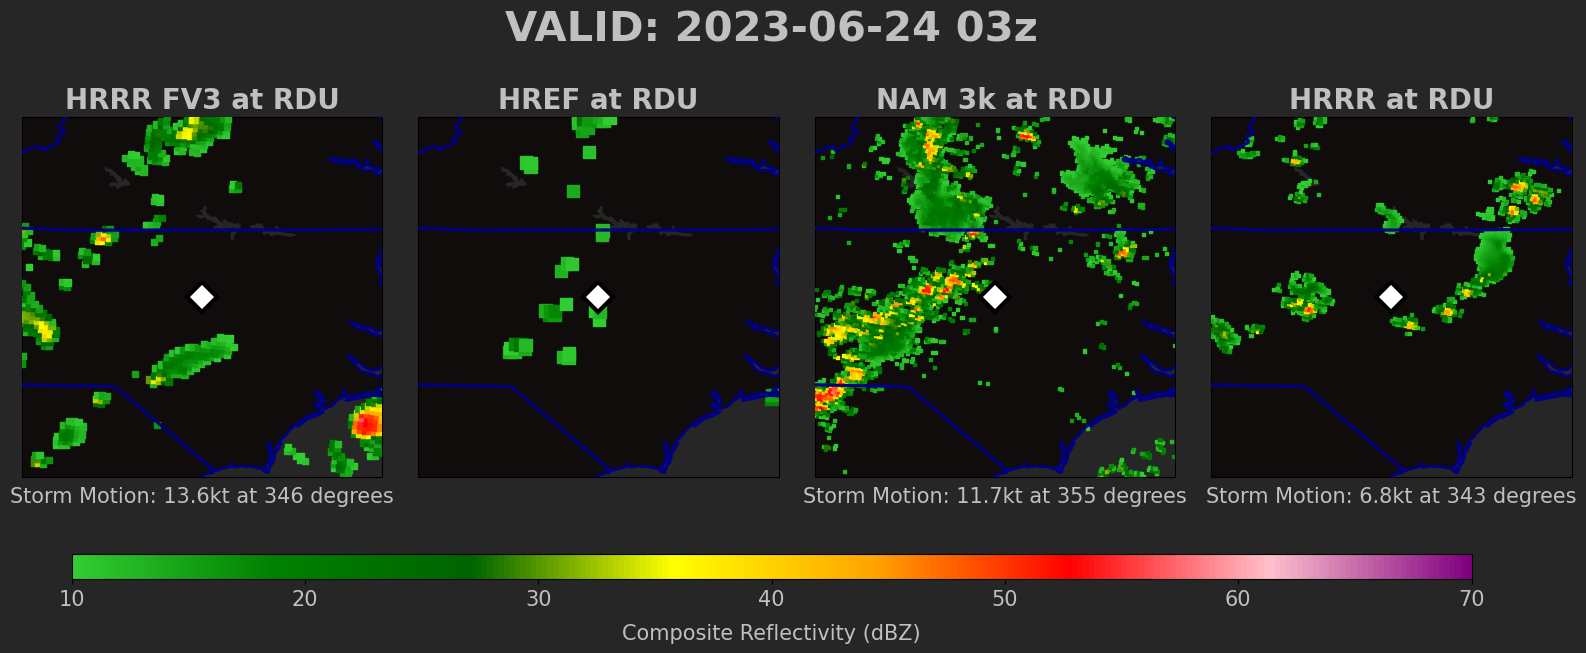 VALID: 2023-06-24 03z
HRRR FV3 at RDU
HREF at RDU
NAM 3k at RDU
HRRR at RDU
Storm Motion: 13.6kt at 346 degrees
Storm Motion: 11.7kt at 355 degrees
Storm Motion: 6.8kt at 343 degrees
10 20 30 40 50 60 70
Composite Reflectivity (dBZ)